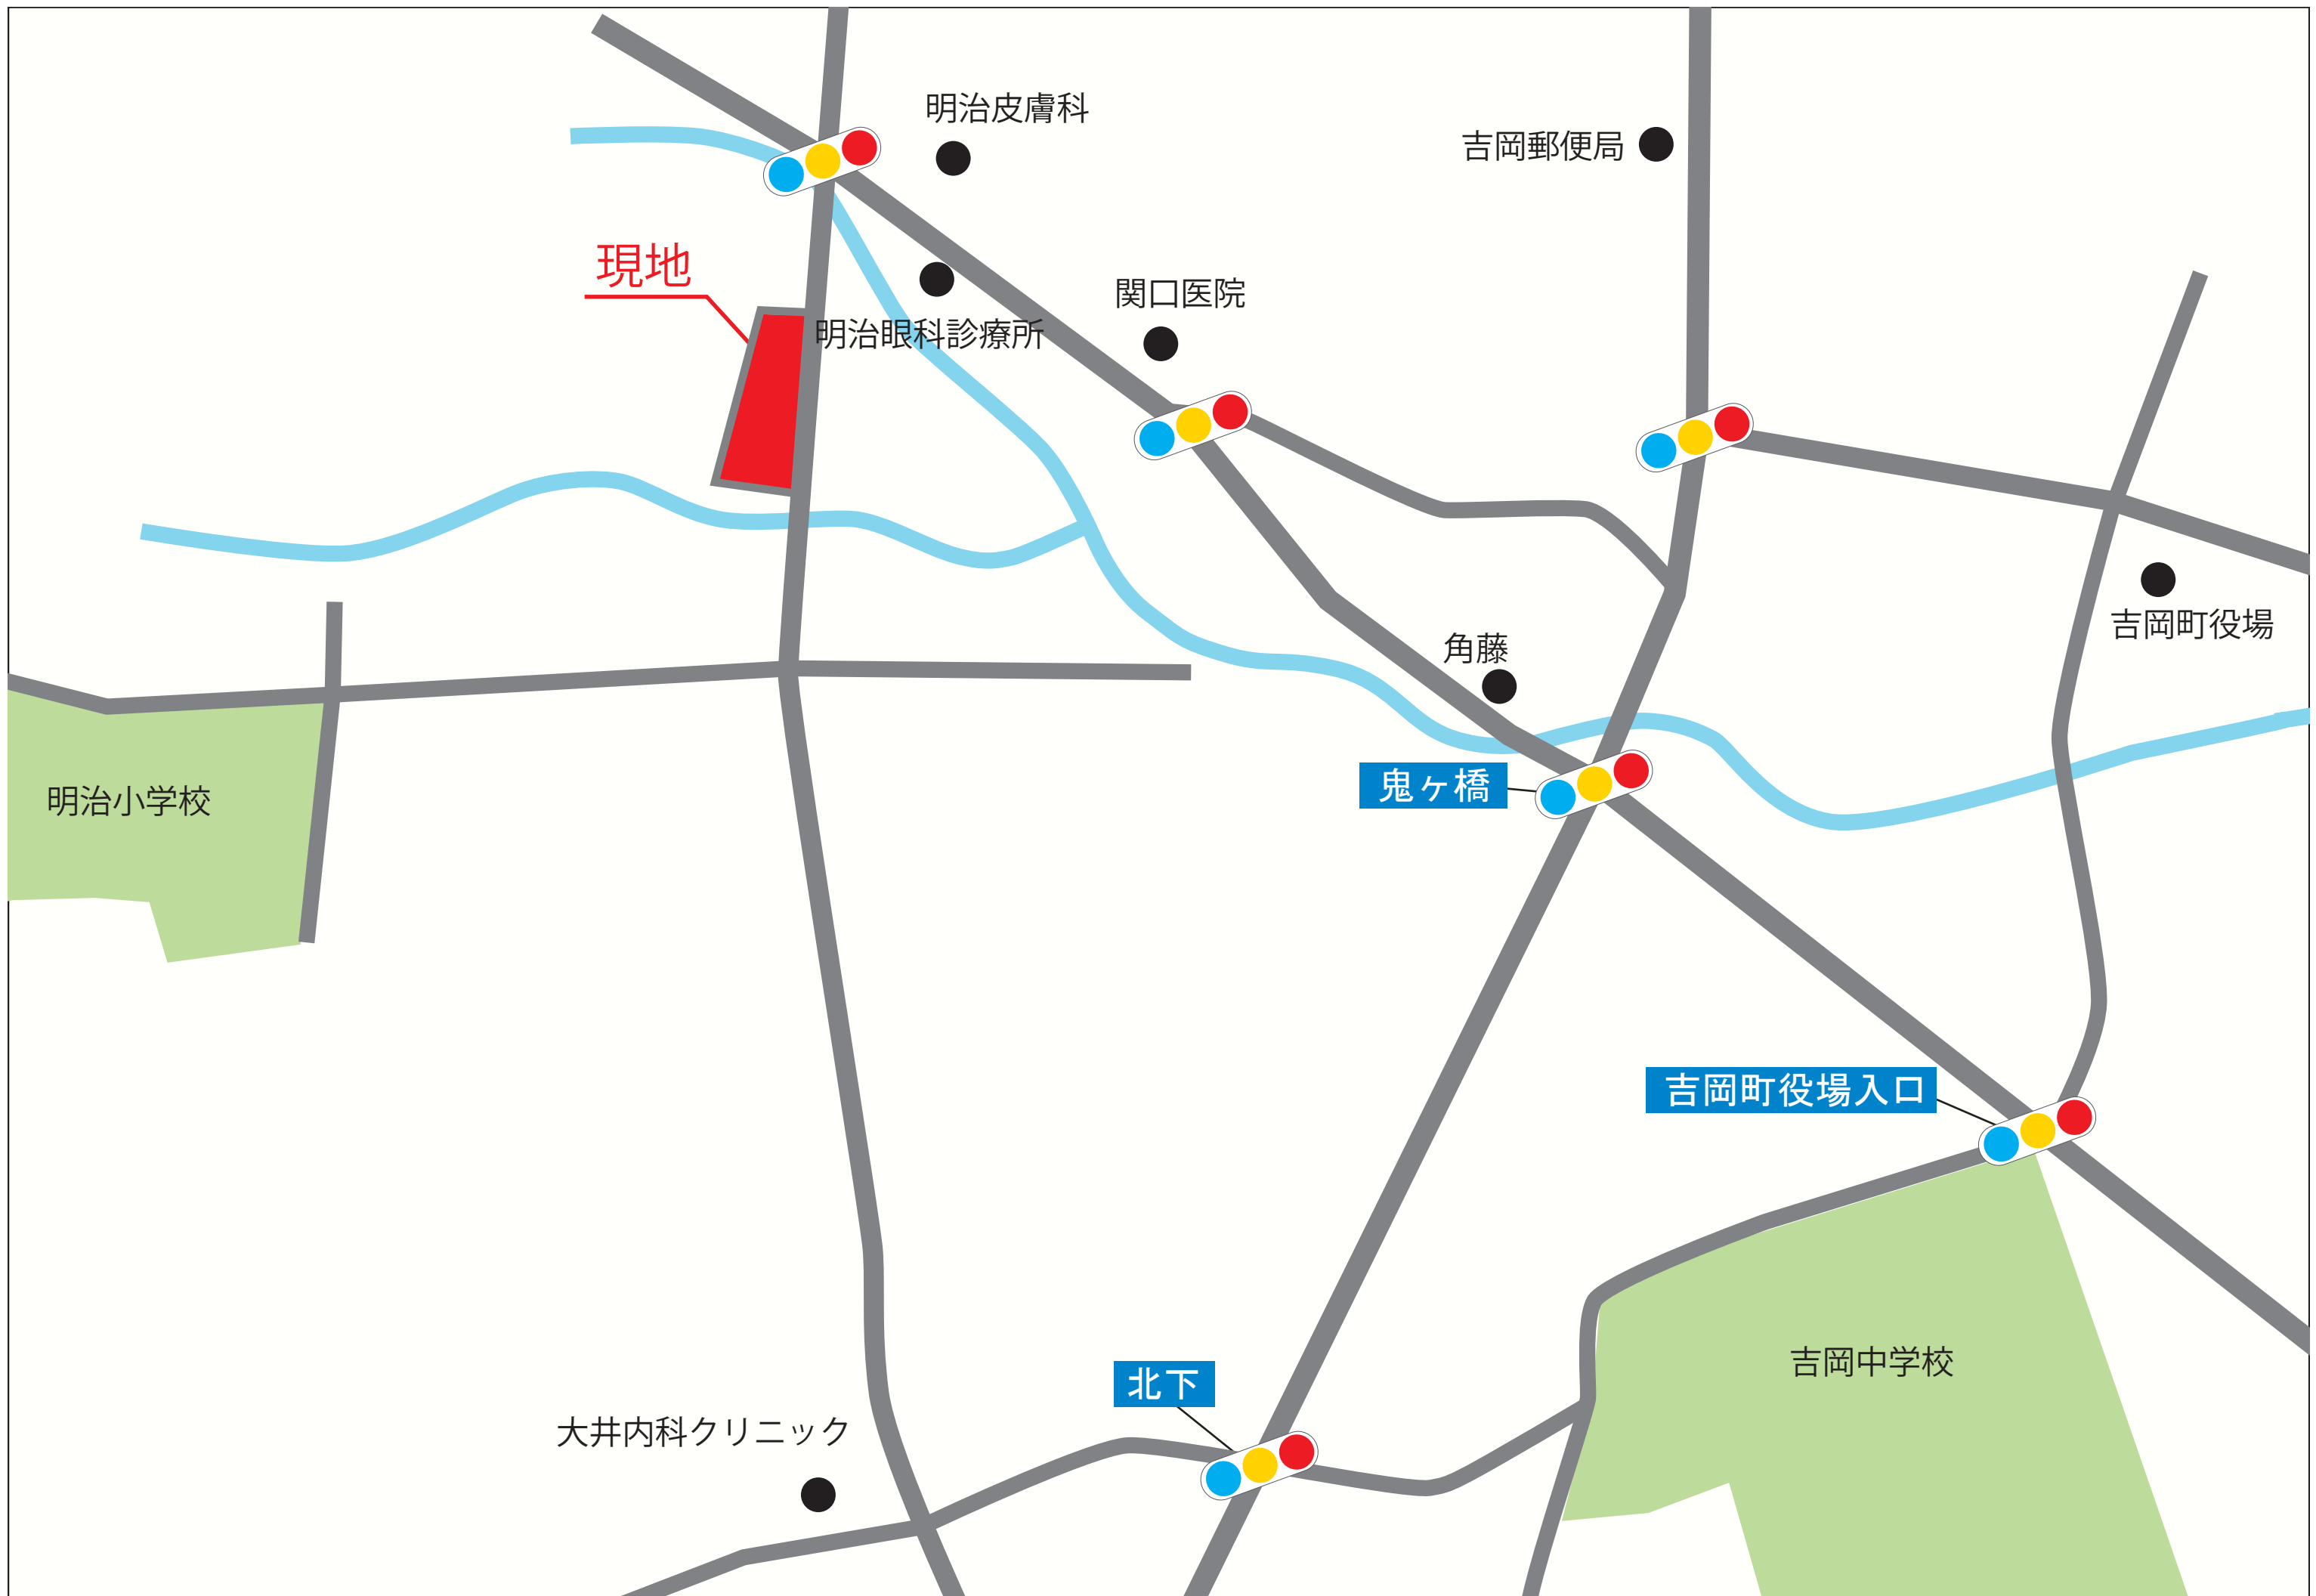 明治皮膚科
吉岡郵便局
現地
関口医院
明治眼科診療所
吉岡町役場
角藤
鬼ヶ橋
明治小学校
吉岡町役場入口
吉岡中学校
北下
大井内科クリニック